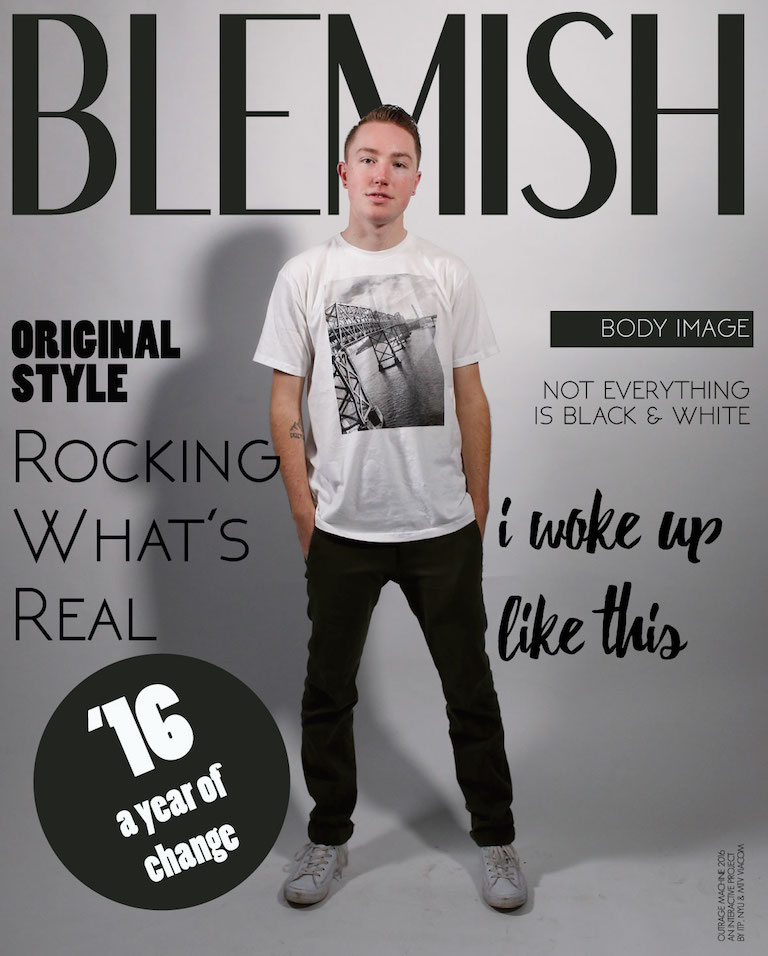 BLEMISH
ORIGINAL
STYLE
ROCKING
WHAT'S
REAL
'16
a year of
change
BODY IMAGE
NOT EVERYTHING
IS BLACK & WHITE
i woke up
like this
OUTRAGE MACHINE 2016
AN INTERACTIVE PROJECT
BY ITP, NYU & MTV VIACOM